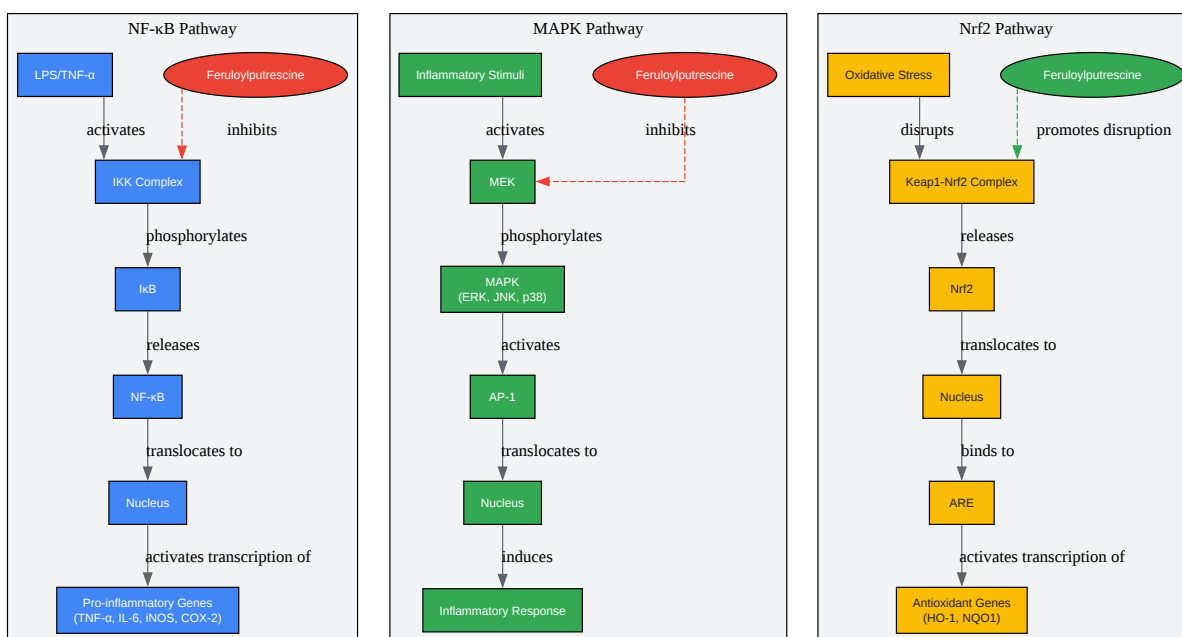 NF-κB Pathway
LPS/TNF-α
Feruloylputrescine
activates
inhibits
IKK Complex
phosphorylates
IκB
releases
NF-κB
translocates to
Nucleus
activates transcription of
Pro-inflammatory Genes
(TNF-α, IL-6, iNOS, COX-2)
MAPK Pathway
Inflammatory Stimuli
Feruloylputrescine
activates
inhibits
MEK
phosphorylates
MAPK
(ERK, JNK, p38)
activates
AP-1
translocates to
Nucleus
induces
Inflammatory Response
Nrf2 Pathway
Oxidative Stress
Feruloylputrescine
disrupts
promotes disruption
Keap1-Nrf2 Complex
releases
Nrf2
translocates to
Nucleus
binds to
ARE
activates transcription of
Antioxidant Genes
(HO-1, NQO1)